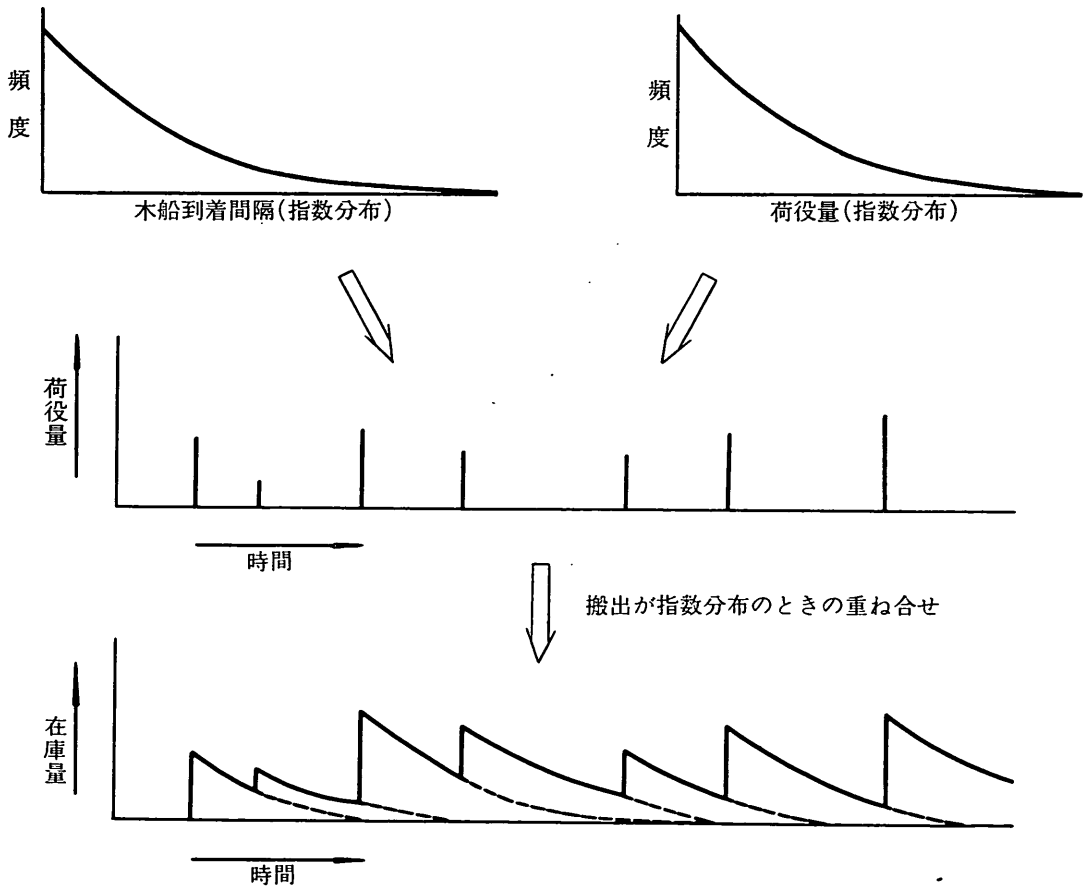 頻度
木船到着間隔(指数分布)
頻度
荷役量(指数分布)
荷役量
時間
搬出が指数分布のときの重ね合せ
在庫量
時間